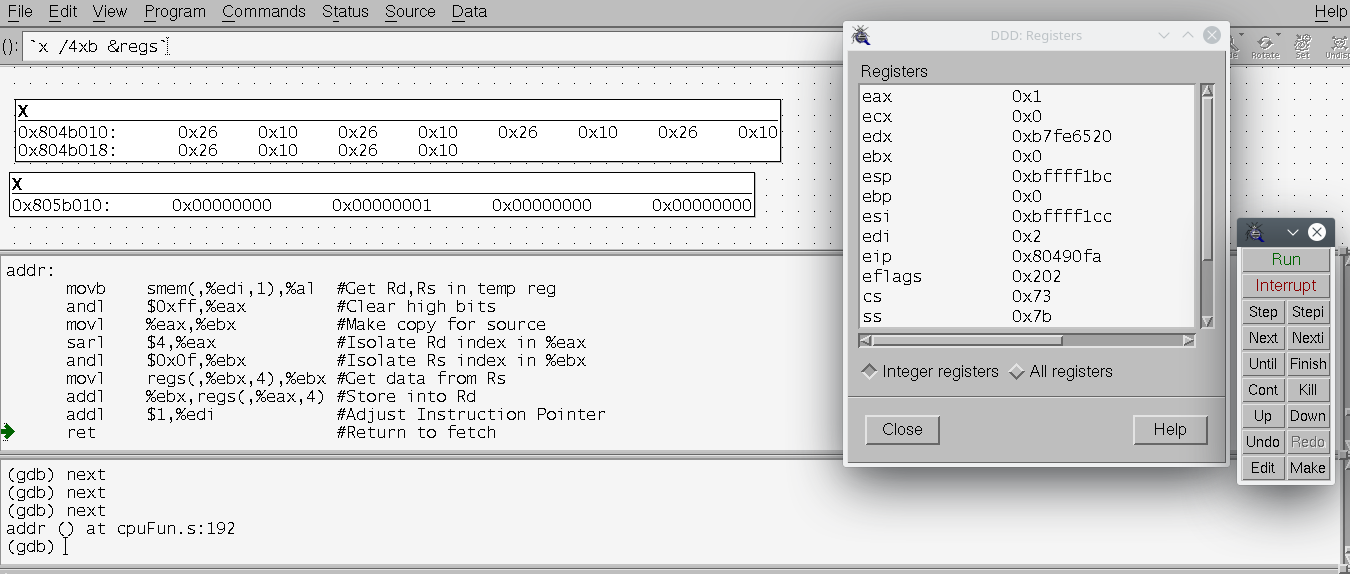 File Edit View Program Commands Status Source Data Help
(): `x /4xb &regs`
Rotate Set
X
0x804b010: 0x26 0x10 0x26 0x10 0x26 0x10 0x26 0x10
0x804b018: 0x26 0x10 0x26 0x10
X
0x805b010: 0x00000000 0x00000001 0x00000000 0x00000000
addr:
movb smem(,%edi,1),%al #Get Rd,Rs in temp reg
andl $0xff,%eax #Clear high bits
movl %eax,%ebx #Make copy for source
sarl $4,%eax #Isolate Rd index in %eax
andl $0x0f,%ebx #Isolate Rs index in %ebx
movl regs(,%ebx,4),%ebx #Get data from Rs
addl %ebx,regs(,%eax,4) #Store into Rd
addl $1,%edi #Adjust Instruction Pointer
ret #Return to fetch
(gdb) next
(gdb) next
(gdb) next
addr () at cpuFun.s:192
(gdb)
DDD: Registers
Registers
eax 0x1
ecx 0x0
edx 0xb7fe6520
ebx 0x0
esp 0xbffff1bc
ebp 0x0
esi 0xbffff1cc
edi 0x2
eip 0x80490fa
eflags 0x202
cs 0x73
ss 0x7b
Integer registers All registers
Close Help
Run
Interrupt
Step Stepi
Next Nexti
Until Finish
Cont Kill
Up Down
Undo Redo
Edit Make